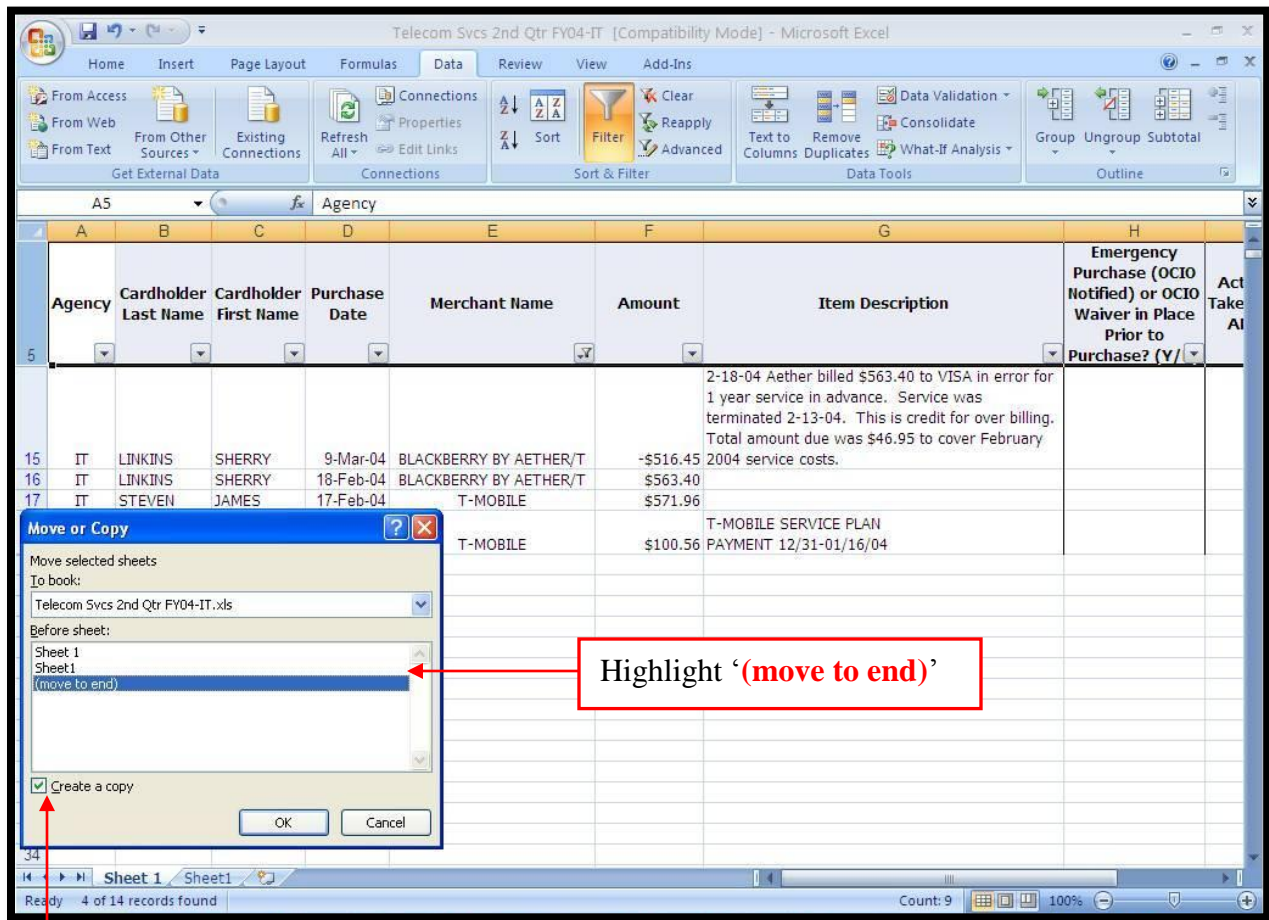 Telecom Svcs 2nd Qtr FY04-IT [Compatibility Mode] - Microsoft Excel
Home Insert Page Layout Formulas Data Review View Add-Ins
From Access
From Web
From Text
From Other Sources
Existing Connections
Get External Data
Refresh All
Connections
Properties
Edit Links
Connections
Sort
Filter
Clear
Reapply
Advanced
Sort & Filter
Text to Columns
Remove Duplicates
Data Validation
Consolidate
What-If Analysis
Data Tools
Group Ungroup Subtotal
Outline
A5 fx Agency
A B C D E F G H
5
Agency
Cardholder Last Name
Cardholder First Name
Purchase Date
Merchant Name
Amount
Item Description
Emergency
Purchase (OCIO
Notified) or OCIO
Waiver in Place
Prior to
Purchase? (Y/
Act
Take
Al
2-18-04 Aether billed $563.40 to VISA in error for
1 year service in advance. Service was
terminated 2-13-04. This is credit for over billing.
Total amount due was $46.95 to cover February
15 IT LINKINS SHERRY 9-Mar-04 BLACKBERRY BY AETHER/T -$516.45 2004 service costs.
16 IT LINKINS SHERRY 18-Feb-04 BLACKBERRY BY AETHER/T $563.40
17 IT STEVEN JAMES 17-Feb-04 T-MOBILE $571.96
T-MOBILE SERVICE PLAN
T-MOBILE $100.56 PAYMENT 12/31-01/16/04
Move or Copy
Move selected sheets
To book:
Telecom Svcs 2nd Qtr FY04-IT.xls
Before sheet:
Sheet 1
Sheet1
(move to end)
Create a copy
OK Cancel
Highlight ‘(move to end)’
34
Sheet 1 Sheet1
Ready 4 of 14 records found Count: 9 100%